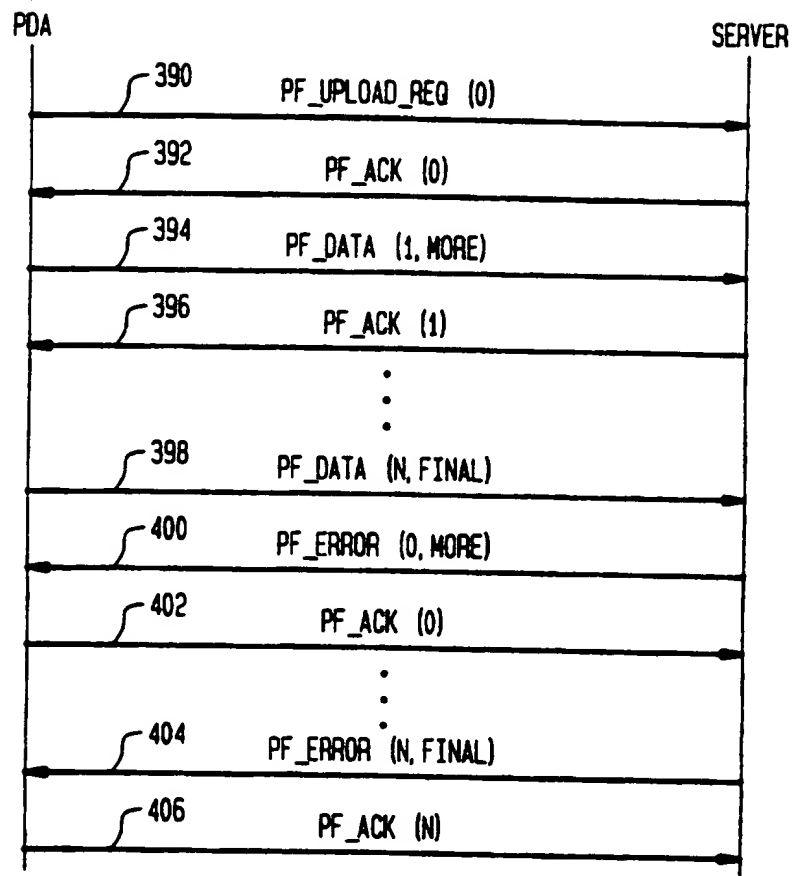 PDA
SERVER
390
PF_UPLOAD_REQ (0)
392
PF_ACK (0)
394
PF_DATA (1, MORE)
396
PF_ACK (1)
398
PF_DATA (N, FINAL)
400
PF_ERROR (0, MORE)
402
PF_ACK (0)
404
PF_ERROR (N, FINAL)
406
PF_ACK (N)